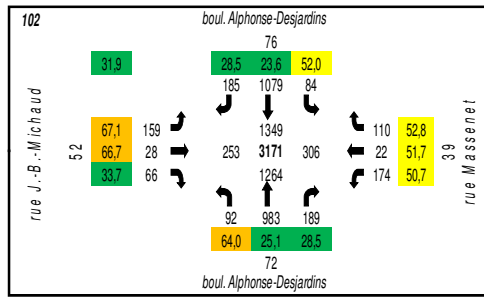 102
boul. Alphonse-Desjardins
76
31,9 28,5 23,6 52,0
185 1079 84
rue J.-B.-Michaud
52
67,1 159 1349 110 52,8
66,7 28 253 3171 306 22 51,7
33,7 66 1264 174 50,7
39
rue Massenet
92 983 189
64,0 25,1 28,5
72
boul. Alphonse-Desjardins